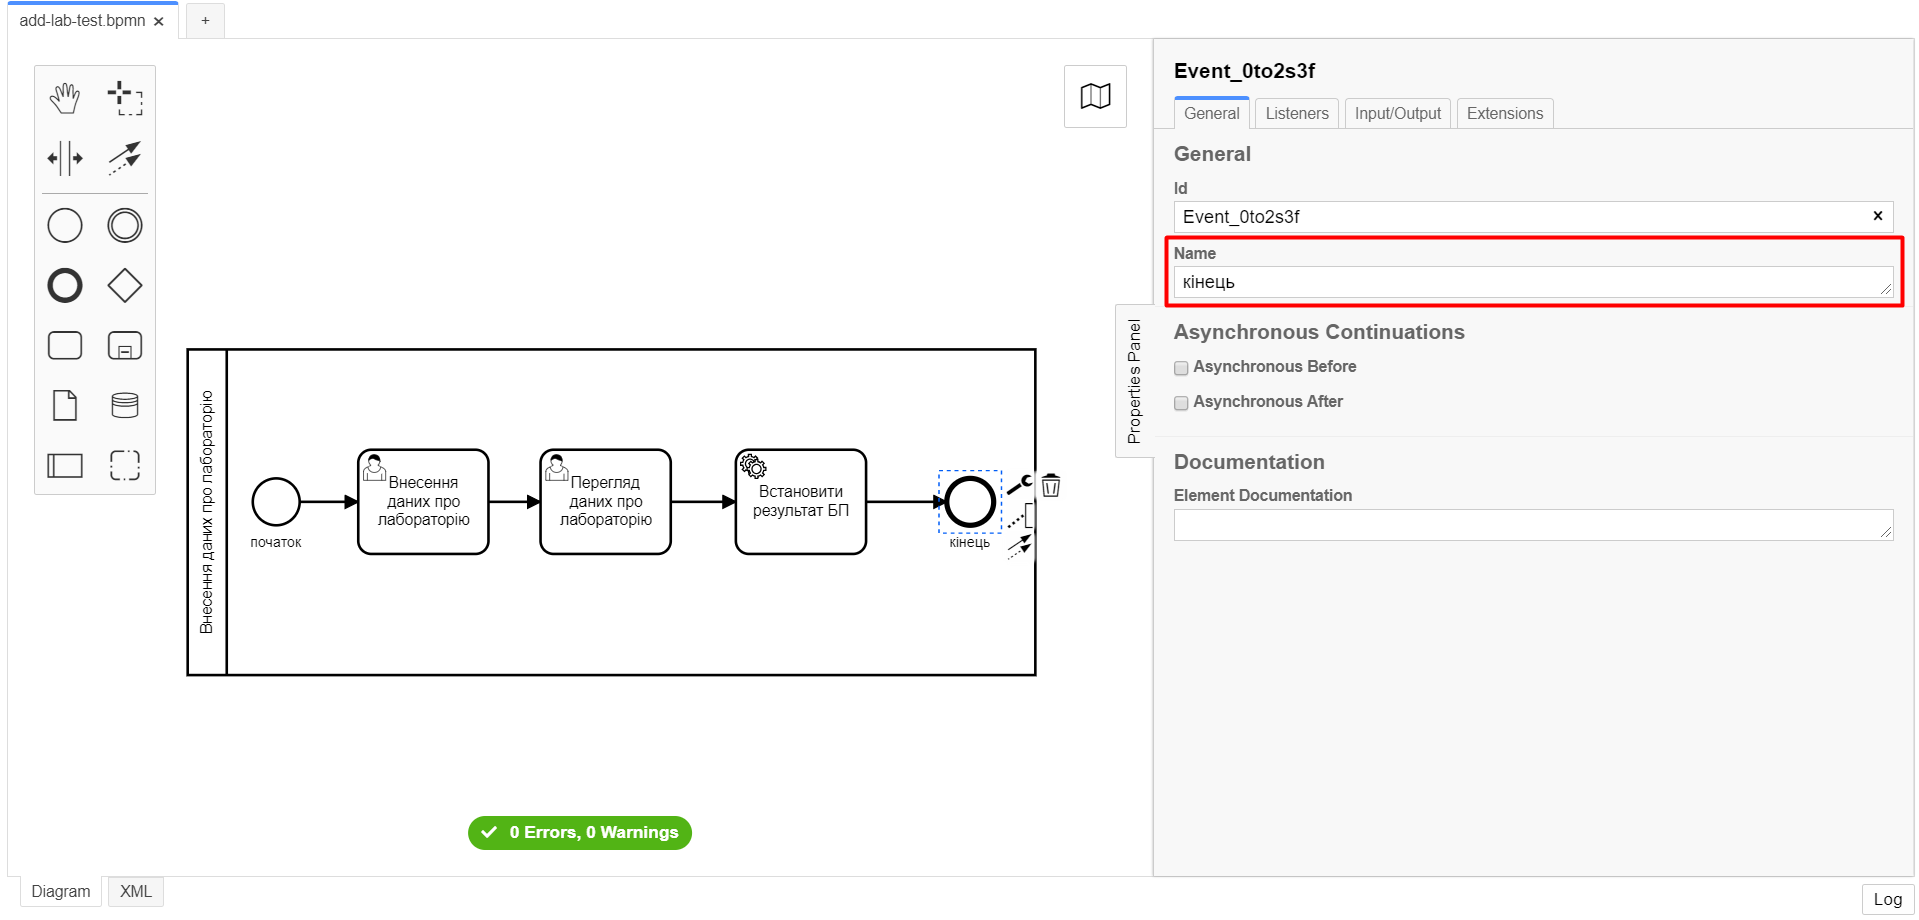 add-lab-test.bpmn ×
+
Event_0to2s3f
General
Listeners
Input/Output
Extensions
General
Id
Event_0to2s3f
×
Name
кінець
Asynchronous Continuations
Asynchronous Before
Asynchronous After
Documentation
Element Documentation
Properties Panel
Внесення даних про лабораторію
початок
Внесення
даних про
лабораторію
Перегляд
даних про
лабораторію
Встановити
результат БП
кінець
0 Errors, 0 Warnings
Diagram
XML
Log